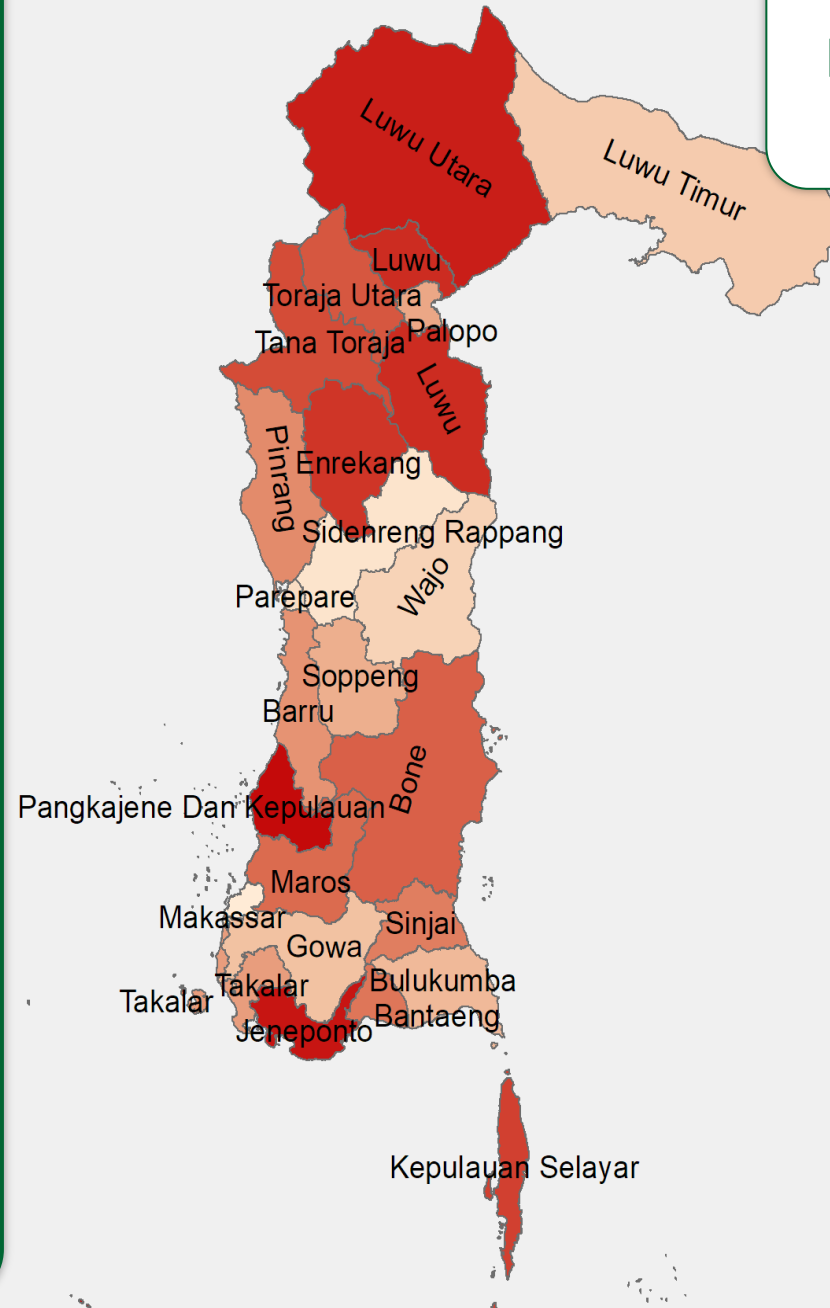 Luwu Utara
Luwu Timur
Luwu
Toraja Utara
Palopo
Tana Toraja
Luwu
Pinrang
Enrekang
Sidenreng Rappang
Wajo
Parepare
Soppeng
Barru
Bone
Pangkajene Dan Kepulauan
Maros
Makassar
Sinjai
Gowa
Bulukumba
Takalar
Takalar
Bantaeng
Jeneponto
Kepulauan Selayar